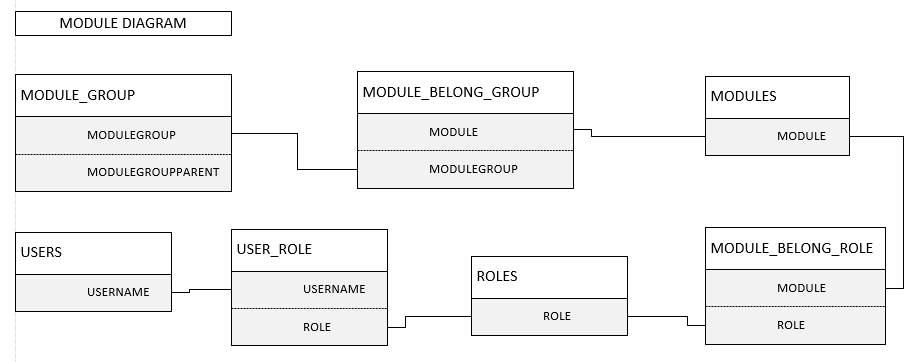 MODULE DIAGRAM
MODULE_GROUP
MODULEGROUP
MODULEGROUPPARENT
MODULE_BELONG_GROUP
MODULE
MODULEGROUP
MODULES
MODULE
USERS
USERNAME
USER_ROLE
USERNAME
ROLE
ROLES
ROLE
MODULE_BELONG_ROLE
MODULE
ROLE